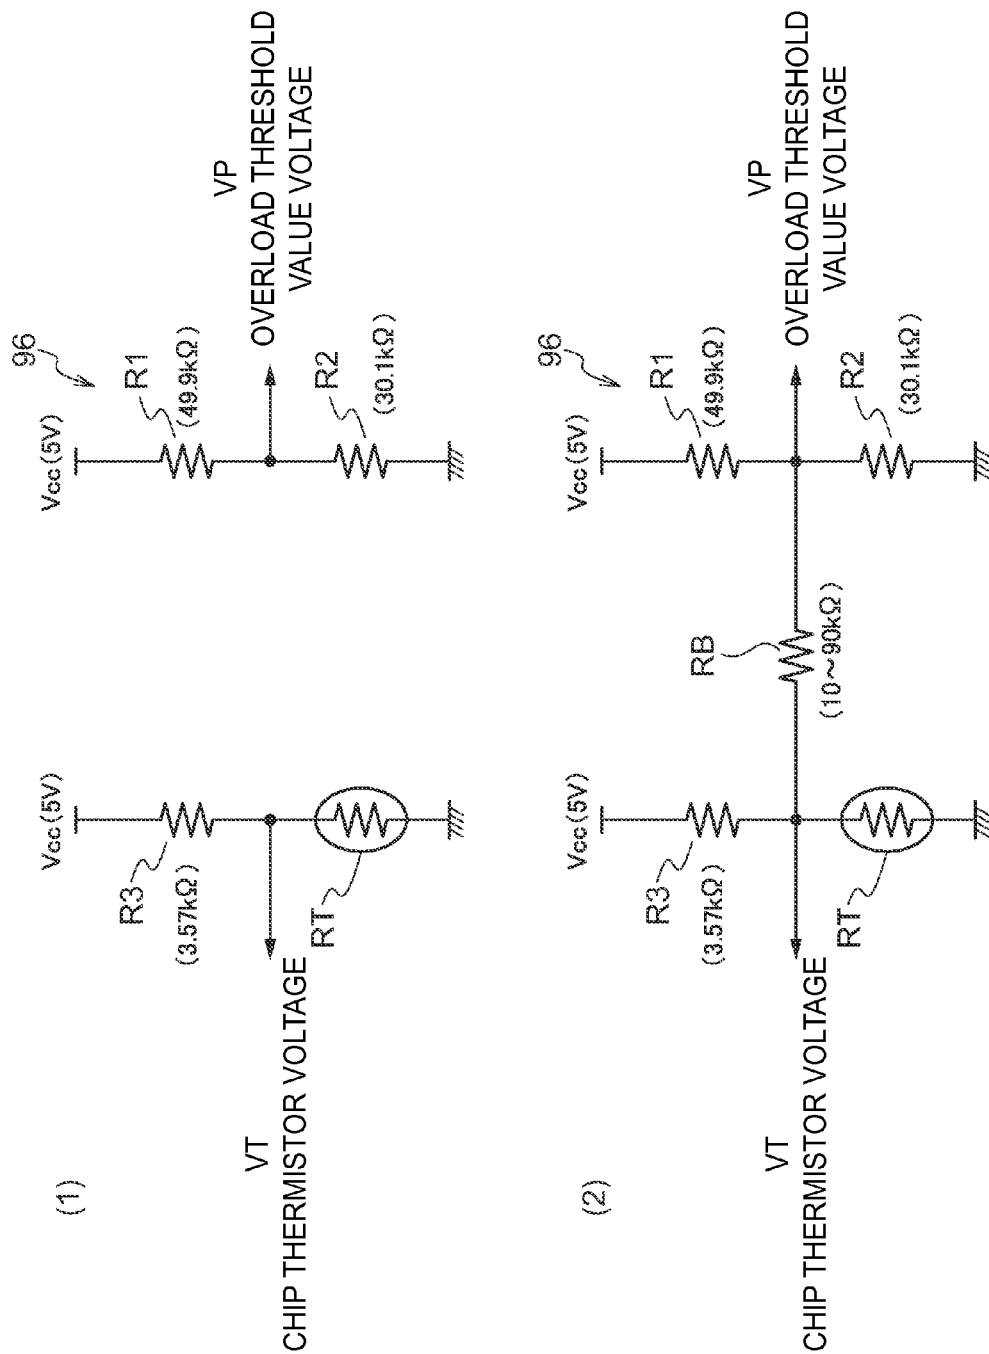 (1)
Vcc(5V)
R3
(3.57kΩ)
RT
VT
CHIP THERMISTOR VOLTAGE
Vcc(5V)
96
R1
(49.9kΩ)
R2
(30.1kΩ)
VP
OVERLOAD THRESHOLD
VALUE VOLTAGE
(2)
Vcc(5V)
R3
(3.57kΩ)
RT
VT
CHIP THERMISTOR VOLTAGE
RB
(10～90kΩ)
Vcc(5V)
96
R1
(49.9kΩ)
R2
(30.1kΩ)
VP
OVERLOAD THRESHOLD
VALUE VOLTAGE